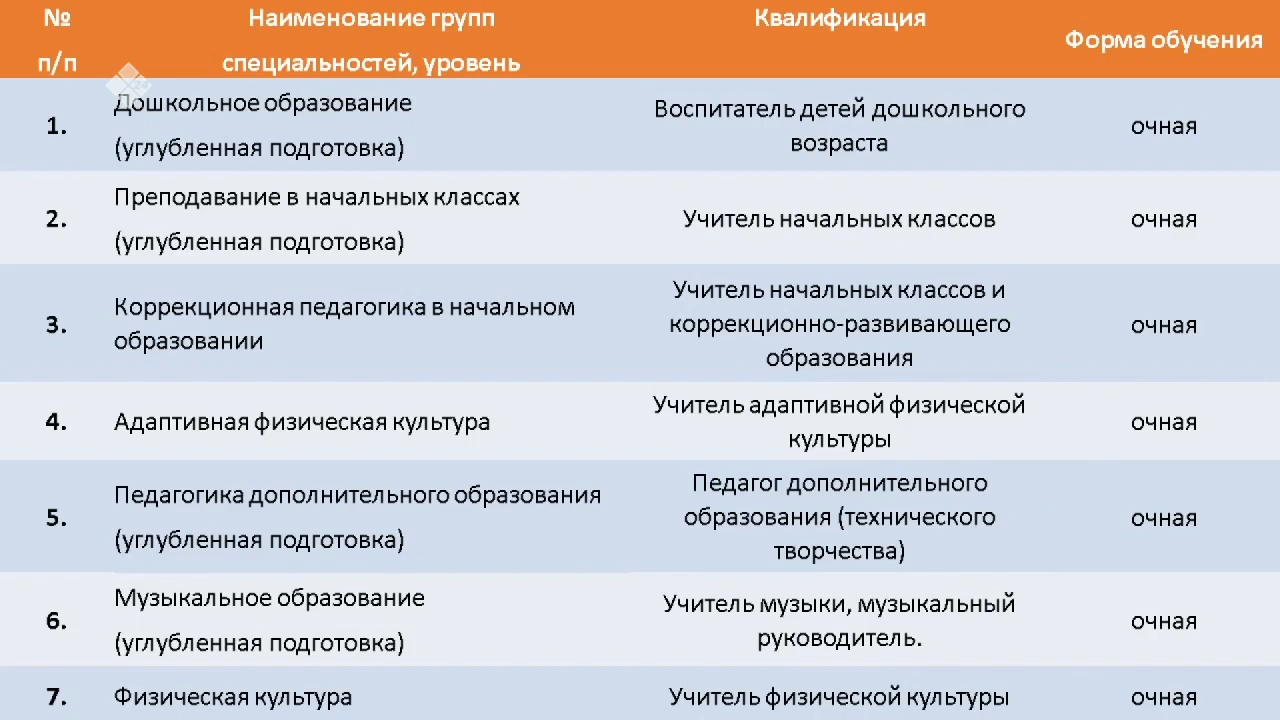 №
п/п
Наименование групп
специальностей, уровень
Квалификация
Форма обучения
1.
Дошкольное образование
(углубленная подготовка)
Воспитатель детей дошкольного
возраста
очная
2.
Преподавание в начальных классах
(углубленная подготовка)
Учитель начальных классов
очная
3.
Коррекционная педагогика в начальном
образовании
Учитель начальных классов и
коррекционно-развивающего
образования
очная
4.
Адаптивная физическая культура
Учитель адаптивной физической
культуры
очная
5.
Педагогика дополнительного образования
(углубленная подготовка)
Педагог дополнительного
образования (технического
творчества)
очная
6.
Музыкальное образование
(углубленная подготовка)
Учитель музыки, музыкальный
руководитель.
очная
7.
Физическая культура
Учитель физической культуры
очная